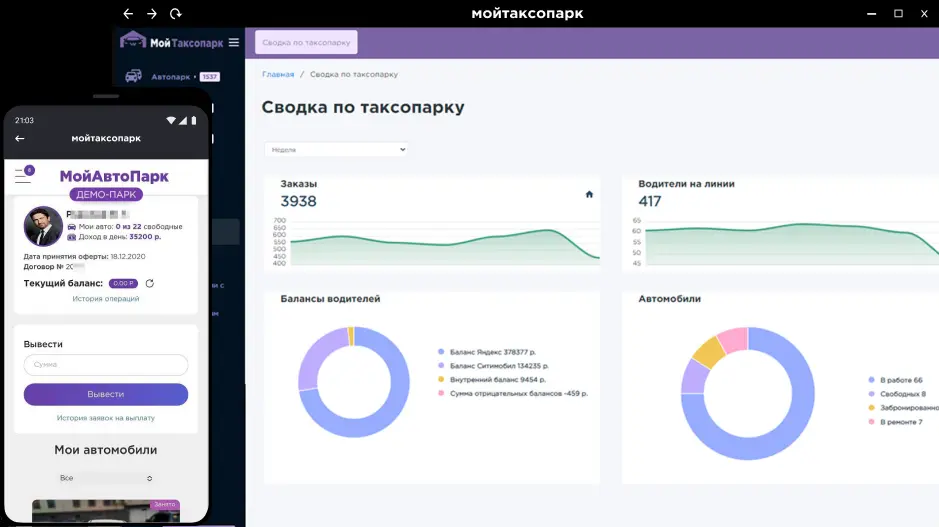 мойтаксопарк
Мой Таксопарк
Сводка по таксопарку
Автопарк • 1537
Главная / Сводка по таксопарку
Сводка по таксопарку
Неделя
Заказы
3938
700
650
600
550
500
450
400
Водители на линии
417
65
60
55
50
45
Балансы водителей
Баланс Яндекс 378377 р.
Баланс Ситимобил 134235 р.
Внутренний баланс 9454 р.
Сумма отрицательных балансов -459 р.
Автомобили
В работе 66
Свободных 8
Забронированно
В ремонте 7
21:03
мойтаксопарк
6
МойАвтоПарк
ДЕМО-ПАРК
Мои авто: 0 из 22 свободные
Доход в день: 35200 р.
Дата принятия оферты: 18.12.2020
Договор № 20
Текущий баланс: 0.00 Р
История операций
Вывести
Сумма
Вывести
История заявок на выплату
Мои автомобили
Все
Занято